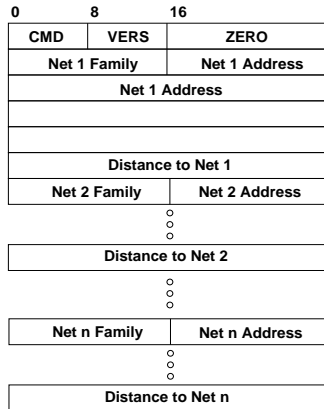 0 8 16
CMD VERS ZERO
Net 1 Family Net 1 Address
Net 1 Address
Distance to Net 1
Net 2 Family Net 2 Address
Distance to Net 2
Net n Family Net n Address
Distance to Net n